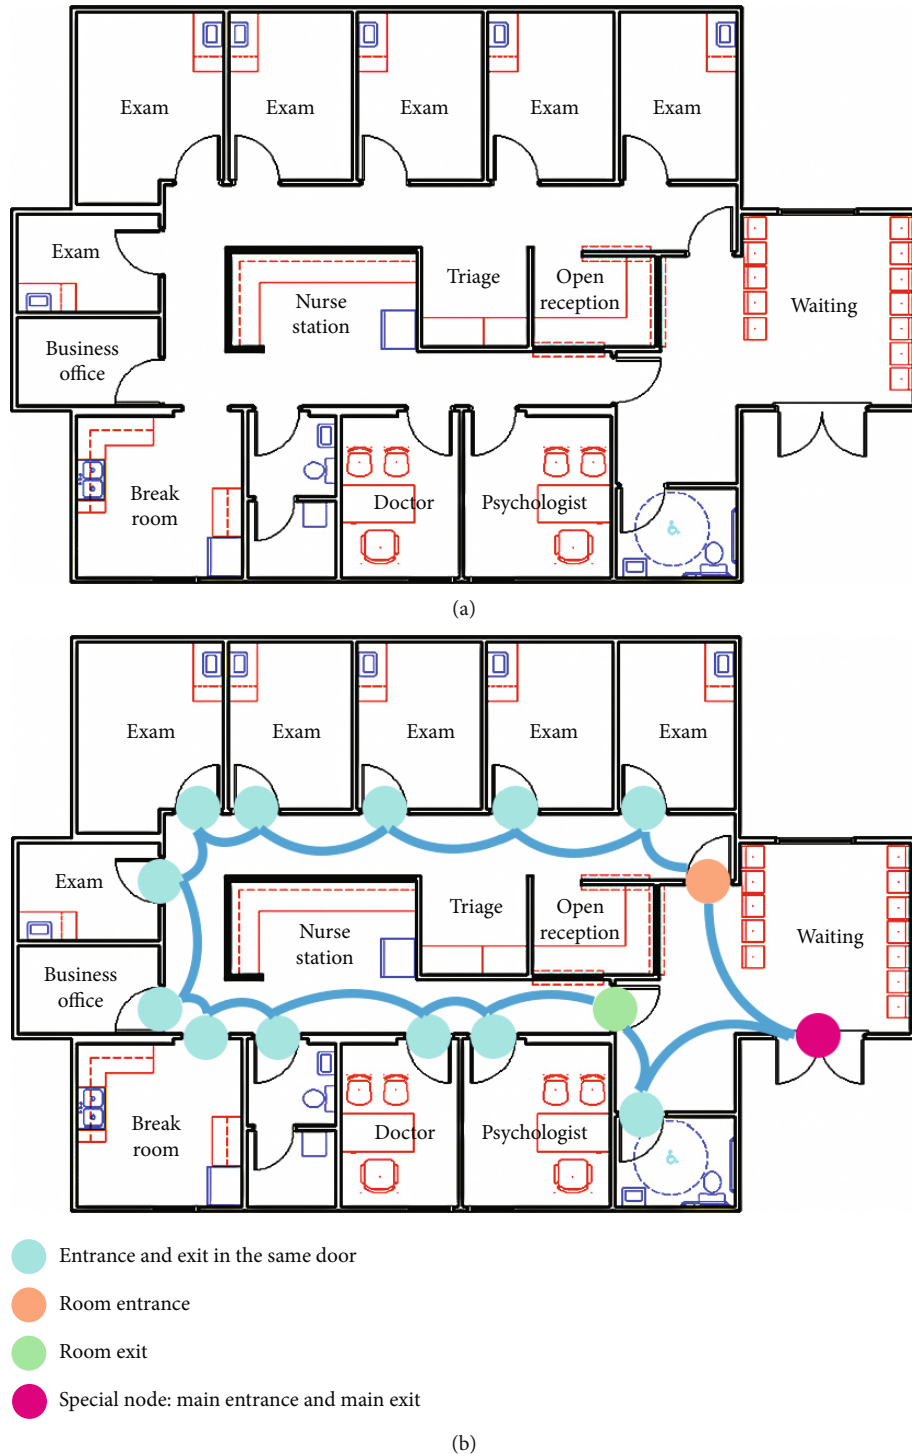 Exam
Exam
Exam
Exam
Exam
Exam
Triage
Open
reception
Nurse
station
Waiting
Business
office
Break
room
Doctor
Psychologist
(a)
Exam
Exam
Exam
Exam
Exam
Exam
Triage
Open
reception
Nurse
station
Waiting
Business
office
Break
room
Doctor
Psychologist
Entrance and exit in the same door
Room entrance
Room exit
Special node: main entrance and main exit
(b)